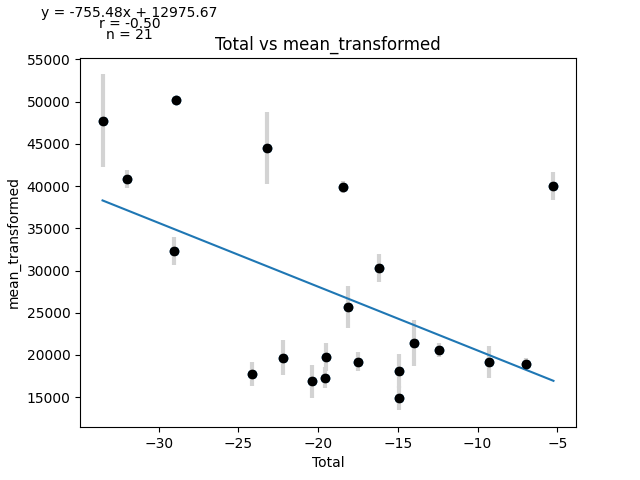 y = -755.48x + 12975.67
r = -0.50
n = 21
Total vs mean_transformed
55000
50000
45000
40000
35000
30000
25000
20000
15000
mean_transformed
−30
−25
−20
−15
−10
−5
Total